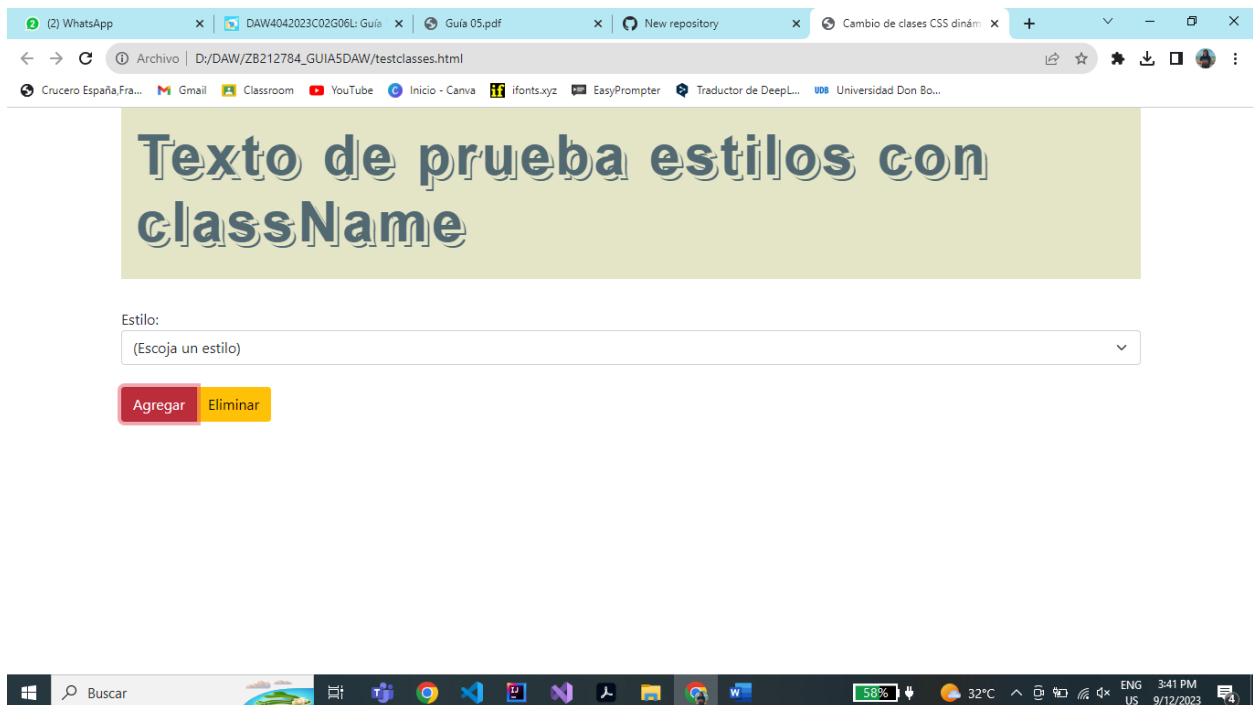 2 (2) WhatsApp
DAW4042023C02G06L: Guía
Guía 05.pdf
New repository
Cambio de clases CSS dinám
Archivo D:/DAW/ZB212784_GUIA5DAW/testclasses.html
Crucero España,Fra... Gmail Classroom YouTube Inicio - Canva ifonts.xyz EasyPrompter Traductor de DeepL... UDB Universidad Don Bo...
Texto de prueba estilos con
className
Estilo:
(Escoja un estilo)
Agregar Eliminar
Buscar
58% 32°C ENG 3:41 PM
US 9/12/2023 4